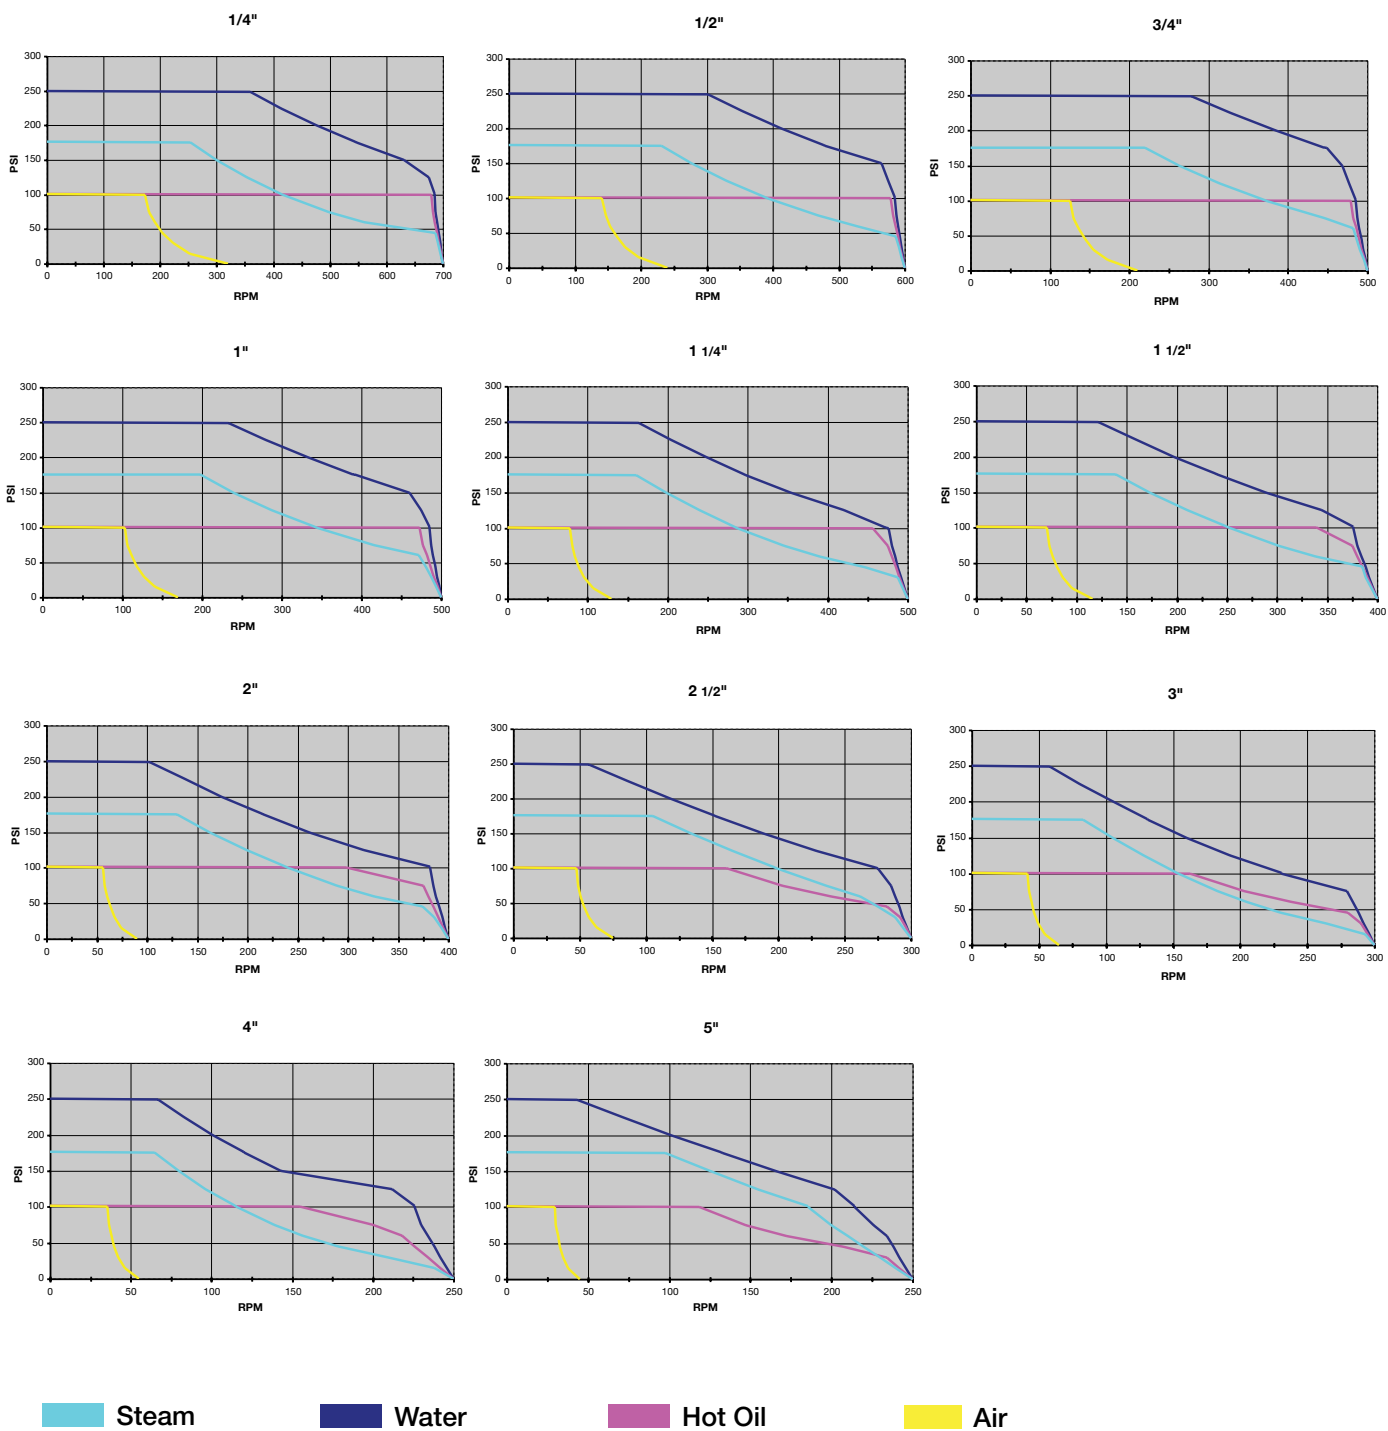 1/4" 1/2" 3/4"
300 250 200 150 100 50 0
PSI
0 100 200 300 400 500 600 700
RPM
300 250 200 150 100 50 0
PSI
0 100 200 300 400 500 600
RPM
300 250 200 150 100 50 0
PSI
0 100 200 300 400 500
RPM
1" 1 1/4" 1 1/2"
300 250 200 150 100 50 0
PSI
0 100 200 300 400 500
RPM
300 250 200 150 100 50 0
PSI
0 100 200 300 400 500
RPM
300 250 200 150 100 50 0
PSI
0 50 100 150 200 250 300 350 400
RPM
2" 2 1/2" 3"
300 250 200 150 100 50 0
PSI
0 50 100 150 200 250 300 350 400
RPM
300 250 200 150 100 50 0
PSI
0 50 100 150 200 250 300
RPM
300 250 200 150 100 50 0
PSI
0 50 100 150 200 250 300
RPM
4" 5"
300 250 200 150 100 50 0
PSI
0 50 100 150 200 250
RPM
300 250 200 150 100 50 0
PSI
0 50 100 150 200 250
RPM
Steam Water Hot Oil Air